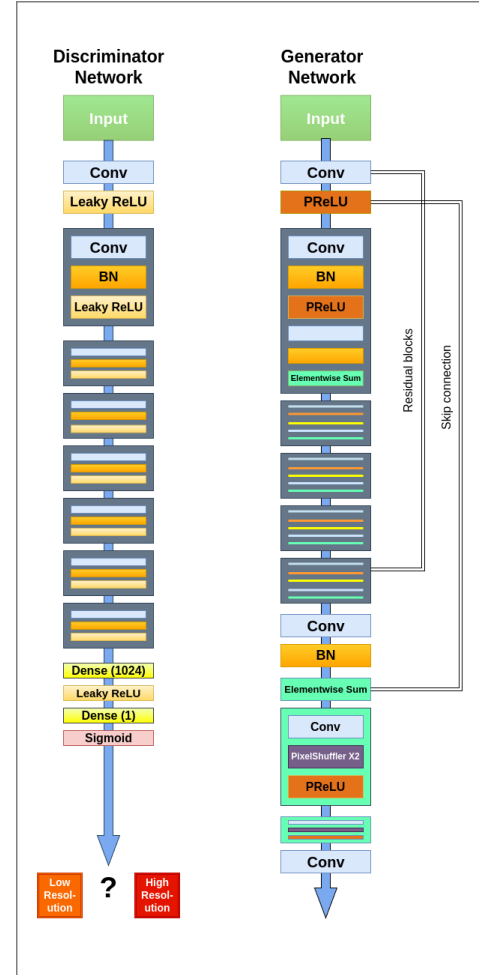 Discriminator
Network
Input
Conv
Leaky ReLU
Conv
BN
Leaky ReLU
Dense (1024)
Leaky ReLU
Dense (1)
Sigmoid
Low
Resol-
ution
?
High
Resol-
ution
Generator
Network
Input
Conv
PReLU
Conv
BN
PReLU
Elementwise Sum
Conv
BN
Elementwise Sum
Conv
PixelShuffler X2
PReLU
Conv
Residual blocks
Skip connection